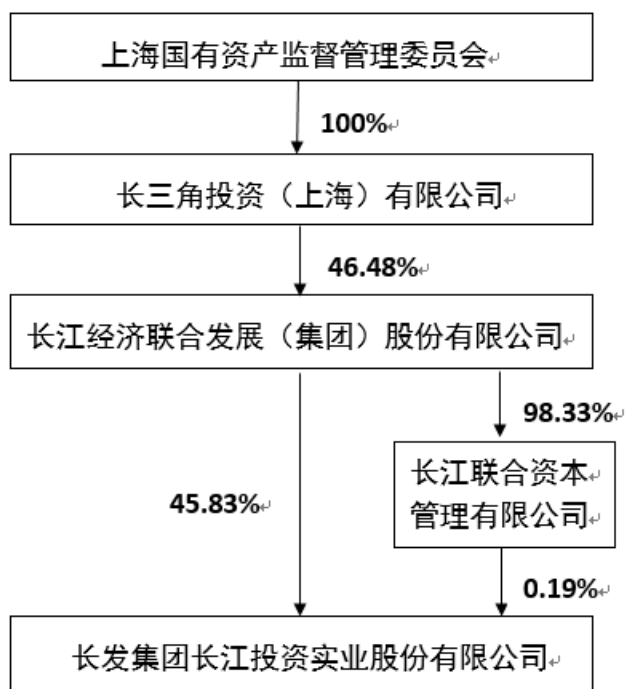 上海国有资产监督管理委员会
100%
长三角投资（上海）有限公司
46.48%
长江经济联合发展（集团）股份有限公司
98.33%
长江联合资本
管理有限公司
45.83%
0.19%
长发集团长江投资实业股份有限公司